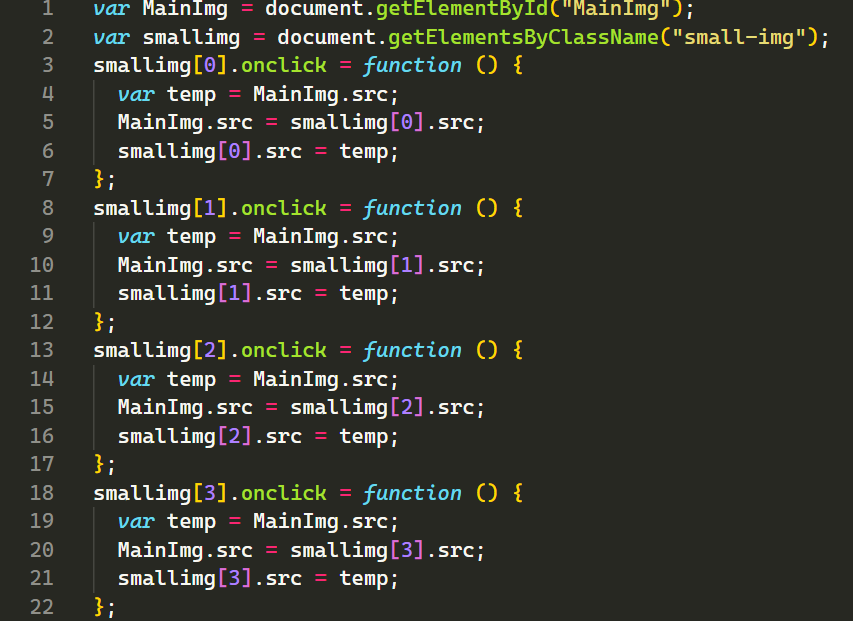 1 var MainImg = document.getElementById("MainImg");
2 var smallimg = document.getElementsByClassName("small-img");
3 smallimg[0].onclick = function () {
4 var temp = MainImg.src;
5 MainImg.src = smallimg[0].src;
6 smallimg[0].src = temp;
7 };
8 smallimg[1].onclick = function () {
9 var temp = MainImg.src;
10 MainImg.src = smallimg[1].src;
11 smallimg[1].src = temp;
12 };
13 smallimg[2].onclick = function () {
14 var temp = MainImg.src;
15 MainImg.src = smallimg[2].src;
16 smallimg[2].src = temp;
17 };
18 smallimg[3].onclick = function () {
19 var temp = MainImg.src;
20 MainImg.src = smallimg[3].src;
21 smallimg[3].src = temp;
22 };